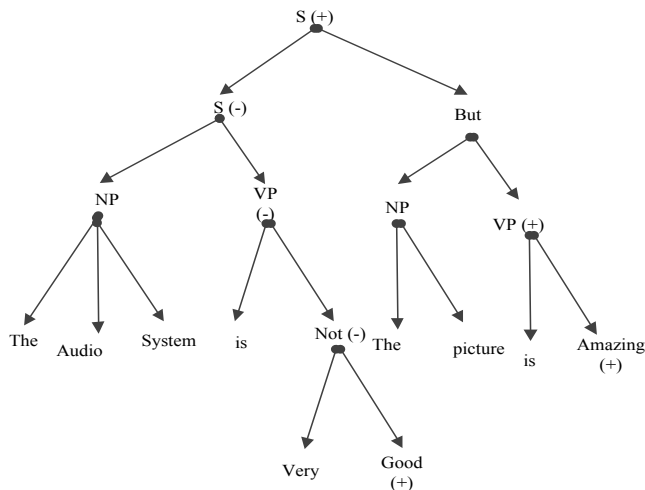 S (+)
S (-)
But
NP
VP
(-)
NP
VP (+)
The
Audio
System
is
Not (-)
The
picture
is
Amazing
(+)
Very
Good
(+)